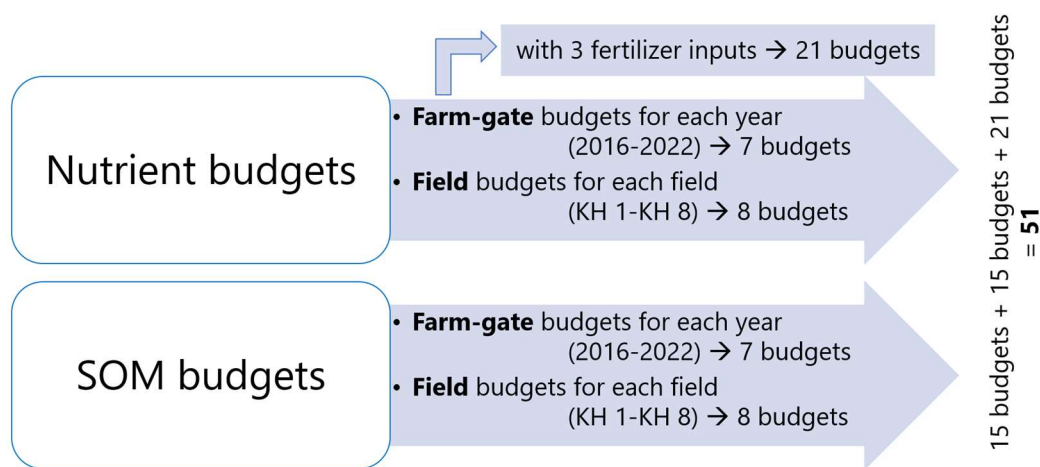 with 3 fertilizer inputs → 21 budgets
Nutrient budgets
• Farm-gate budgets for each year
(2016-2022) → 7 budgets
• Field budgets for each field
(KH 1-KH 8) → 8 budgets
SOM budgets
• Farm-gate budgets for each year
(2016-2022) → 7 budgets
• Field budgets for each field
(KH 1-KH 8) → 8 budgets
15 budgets + 15 budgets + 21 budgets
= 51